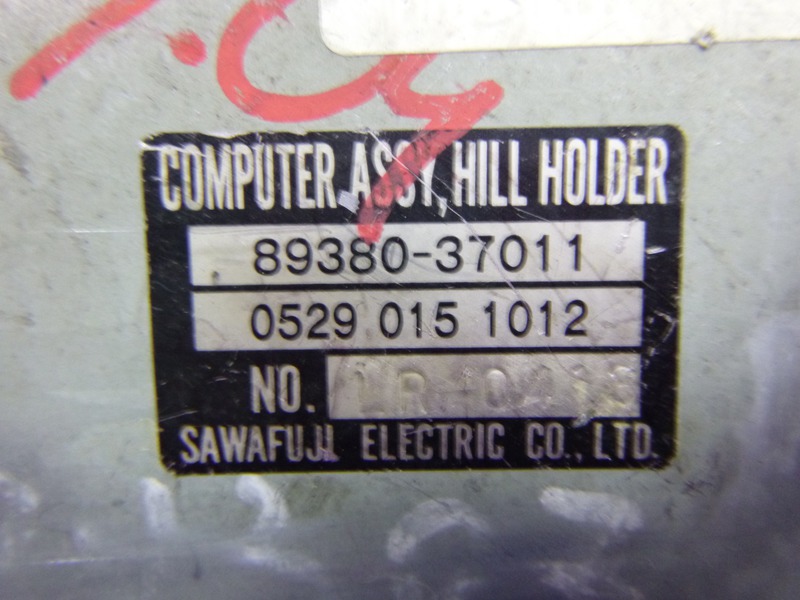 COMPUTER ASSY, HILL HOLDER
89380-37011
0529 015 1012
NO.
SAWAFUJI ELECTRIC CO., LTD.